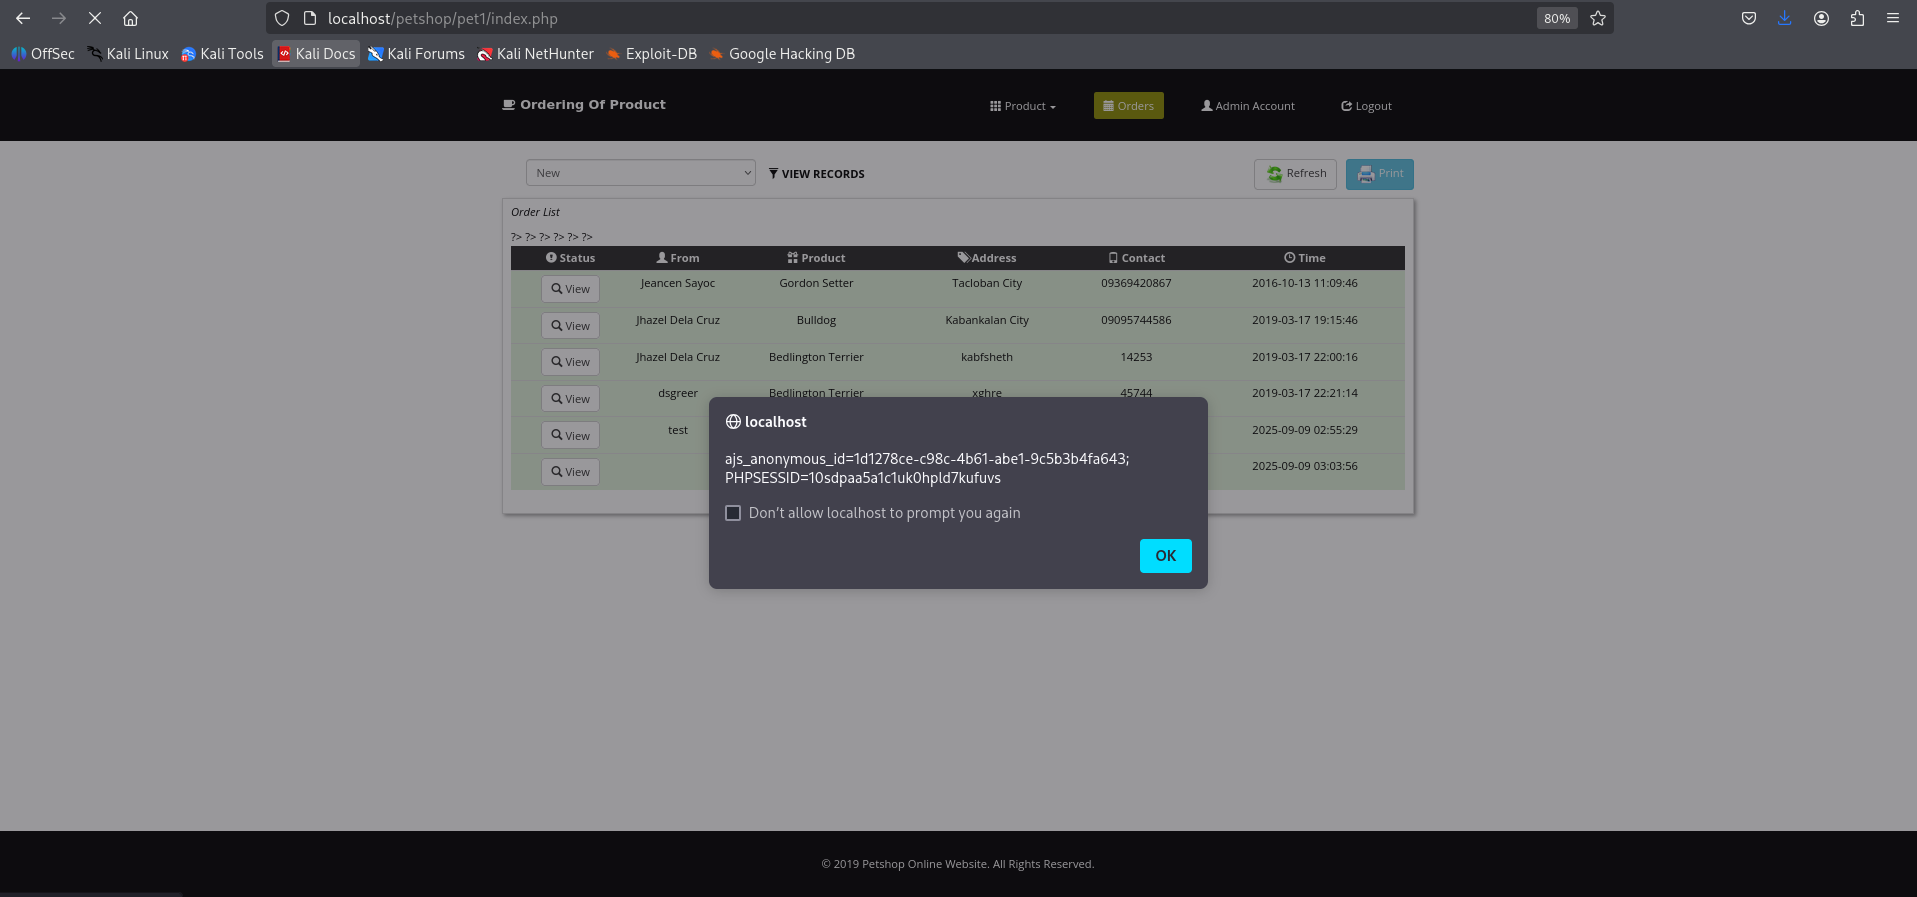 localhost/petshop/pet1/index.php 80%
OffSec Kali Linux Kali Tools Kali Docs Kali Forums Kali NetHunter Exploit-DB Google Hacking DB
Ordering Of Product Product Orders Admin Account Logout
New VIEW RECORDS Refresh Print
Order List
?> ?> ?> ?> ?> ?>
Status From Product Address Contact Time
View Jeancen Sayoc Gordon Setter Tacloban City 09369420867 2016-10-13 11:09:46
View Jhazel Dela Cruz Bulldog Kabankalan City 09095744586 2019-03-17 19:15:46
View Jhazel Dela Cruz Bedlington Terrier kabfsheth 14253 2019-03-17 22:00:16
View dsgreer Bedlington Terrier xghre 45744 2019-03-17 22:21:14
View test 2025-09-09 02:55:29
View 2025-09-09 03:03:56
localhost
ajs_anonymous_id=1d1278ce-c98c-4b61-abe1-9c5b3b4fa643;
PHPSESSID=10sdpaa5a1c1uk0hpld7kufuvs
Don’t allow localhost to prompt you again
OK
© 2019 Petshop Online Website. All Rights Reserved.